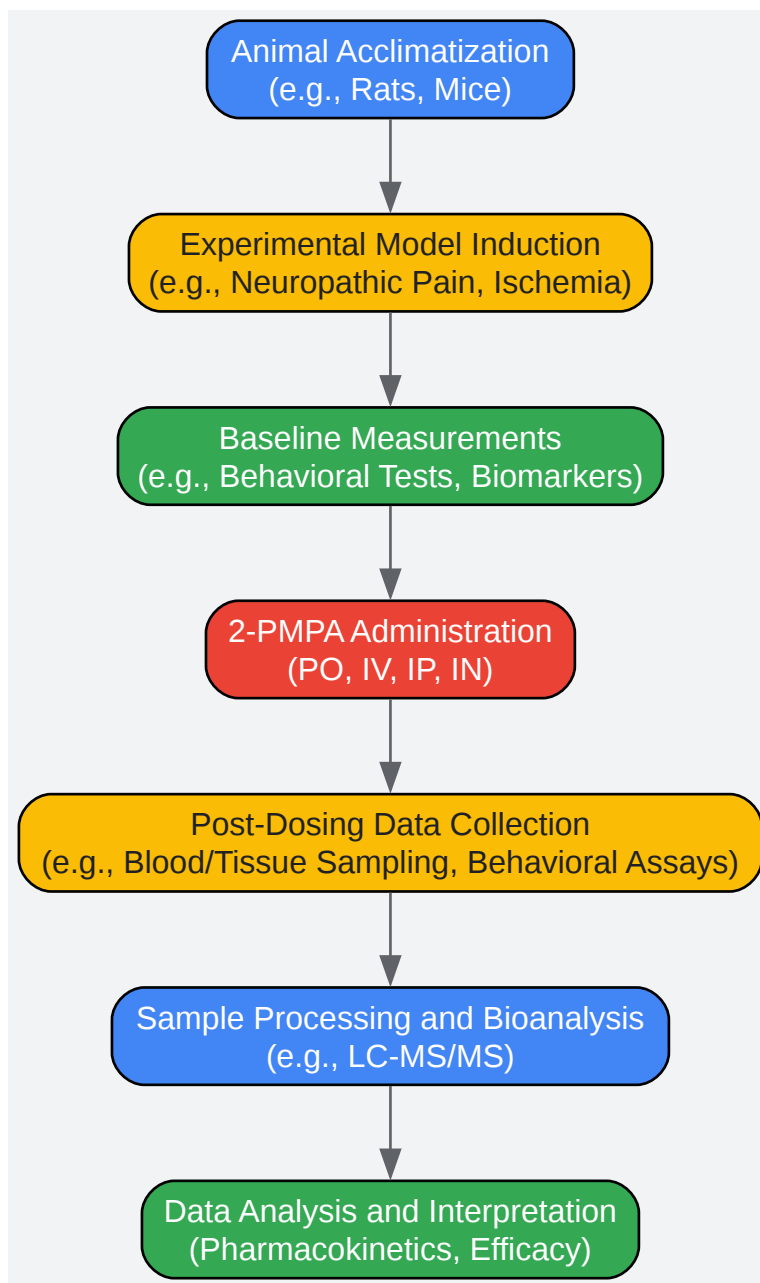 Animal Acclimatization
(e.g., Rats, Mice)
Experimental Model Induction
(e.g., Neuropathic Pain, Ischemia)
Baseline Measurements
(e.g., Behavioral Tests, Biomarkers)
2-PMPA Administration
(PO, IV, IP, IN)
Post-Dosing Data Collection
(e.g., Blood/Tissue Sampling, Behavioral Assays)
Sample Processing and Bioanalysis
(e.g., LC-MS/MS)
Data Analysis and Interpretation
(Pharmacokinetics, Efficacy)